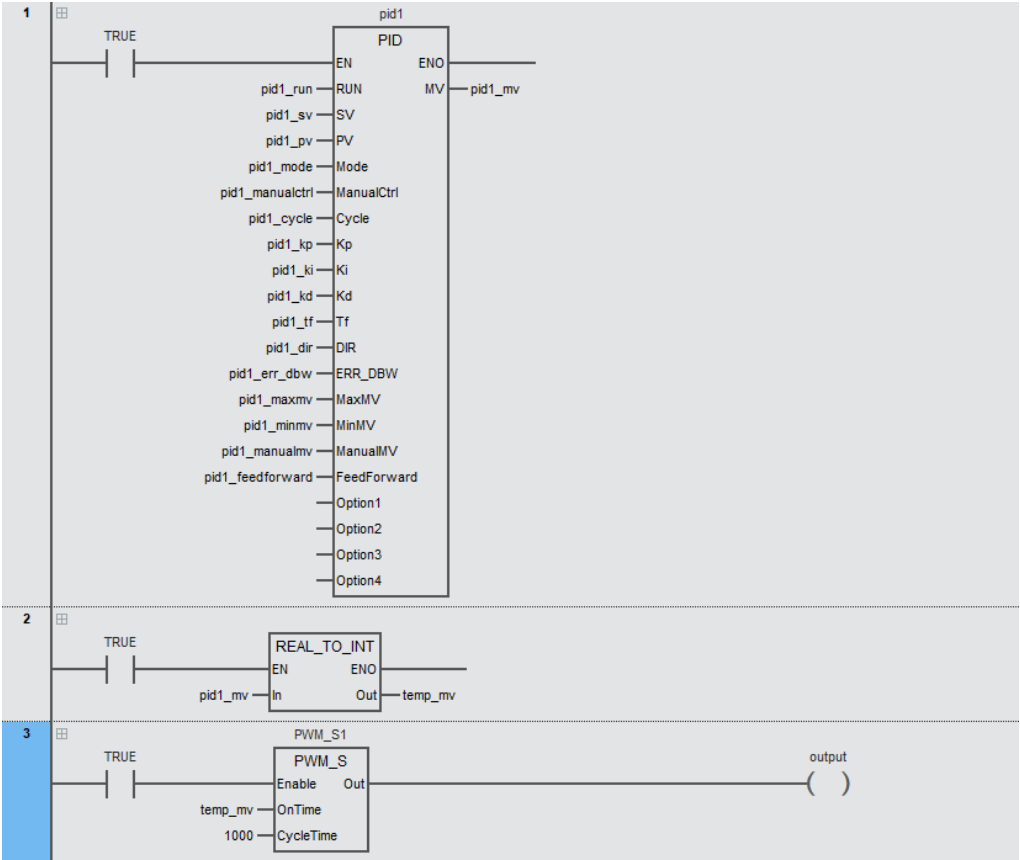 1
pid1
TRUE
PID
EN ENO
pid1_run RUN MV pid1_mv
pid1_sv SV
pid1_pv PV
pid1_mode Mode
pid1_manualctrl ManualCtrl
pid1_cycle Cycle
pid1_kp Kp
pid1_ki Ki
pid1_kd Kd
pid1_tf Tf
pid1_dir DIR
pid1_err_dbw ERR_DBW
pid1_maxmv MaxMV
pid1_minmv MinMV
pid1_manualmv ManualMV
pid1_feedforward FeedForward
Option1
Option2
Option3
Option4
2
TRUE
REAL_TO_INT
EN ENO
pid1_mv In Out temp_mv
3
PWM_S1
TRUE
PWM_S
output
Enable Out
temp_mv OnTime
1000 CycleTime